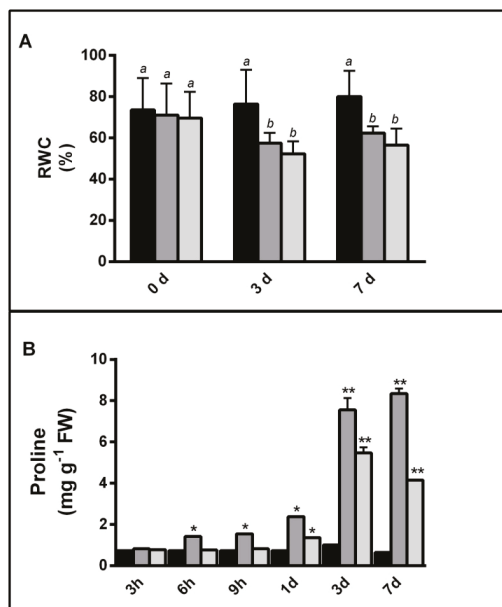 A
100
80
60
40
20
0
RWC
(%)
a a a a b b a b b
0 d 3 d 7 d
B
10
8
6
4
2
0
Proline
(mg g⁻¹ FW)
* * * * ** ** ** **
3h 6h 9h 1d 3d 7d